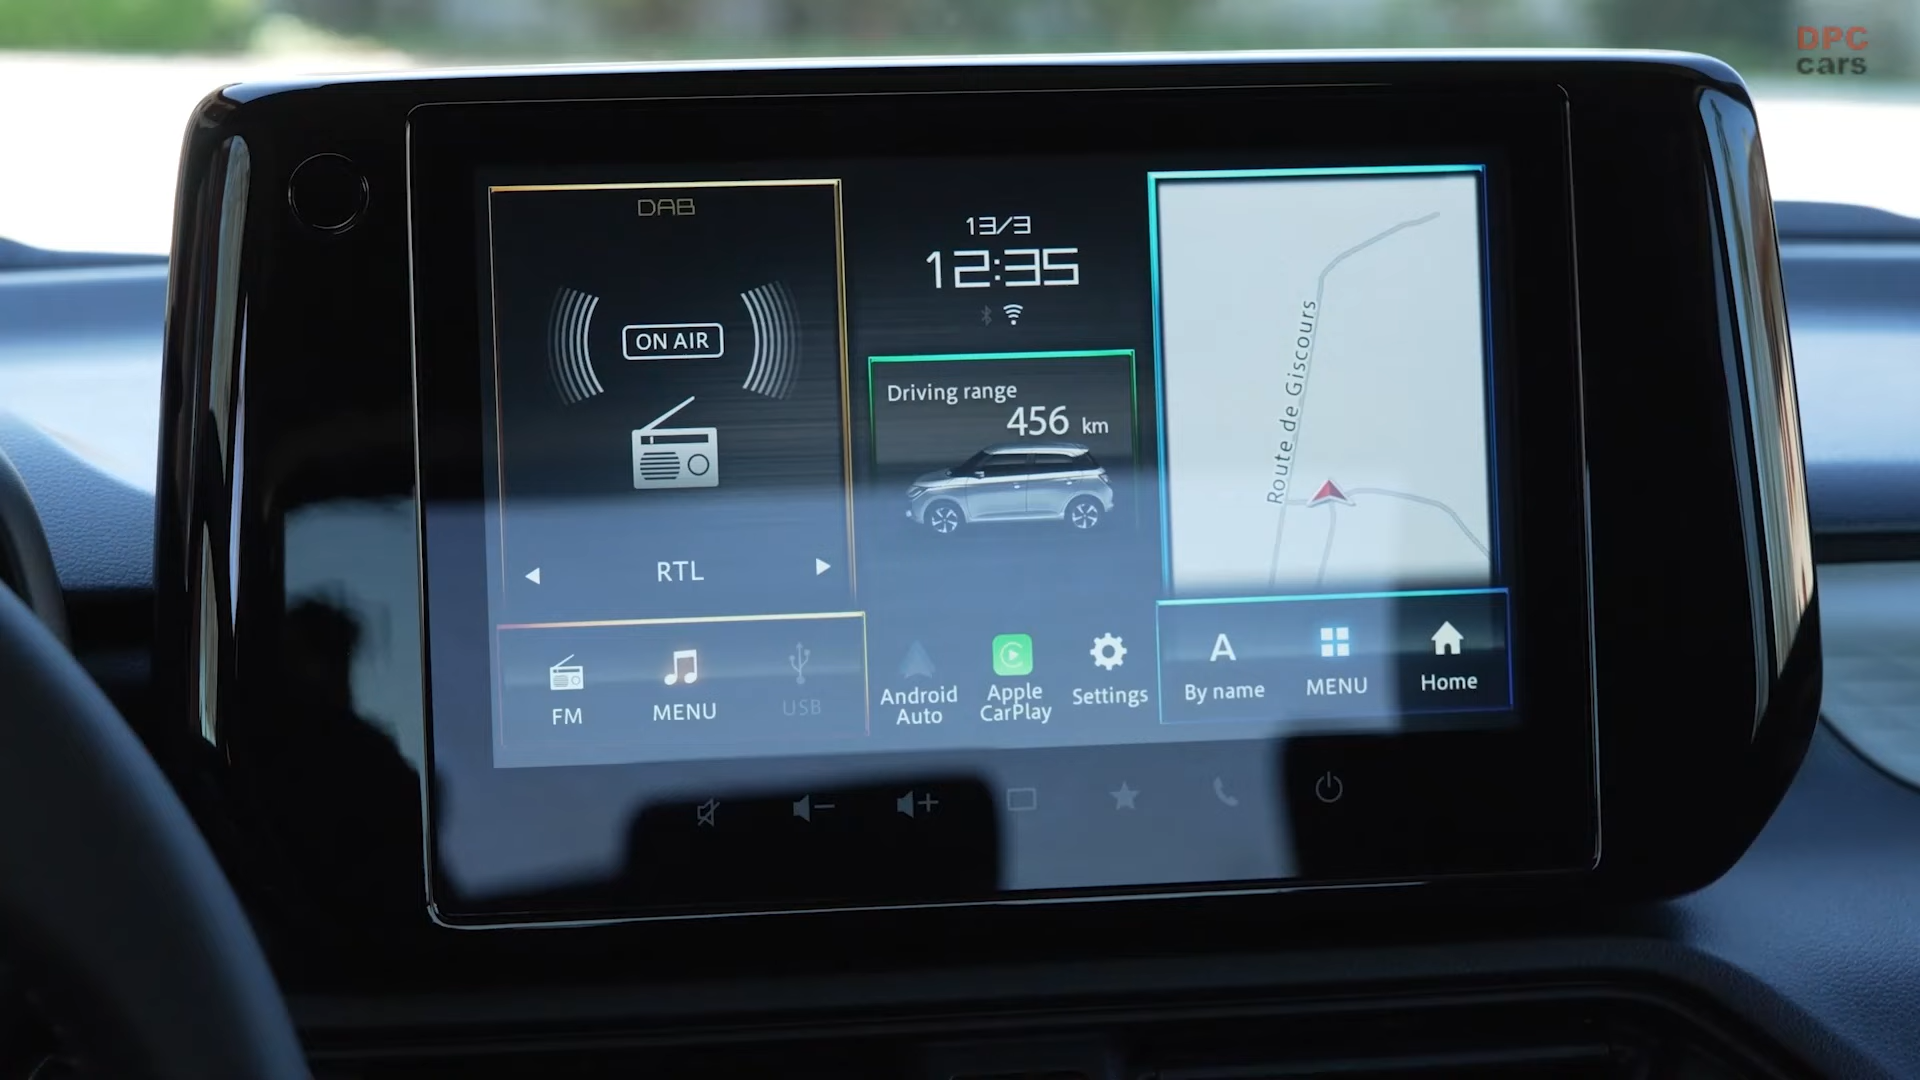 DPC
cars
DAB
ON AIR
RTL
FM
MENU
USB
13/3
12:35
Driving range
456 km
Android
Auto
Apple
CarPlay
Settings
Route de Giscours
A
By name
MENU
Home